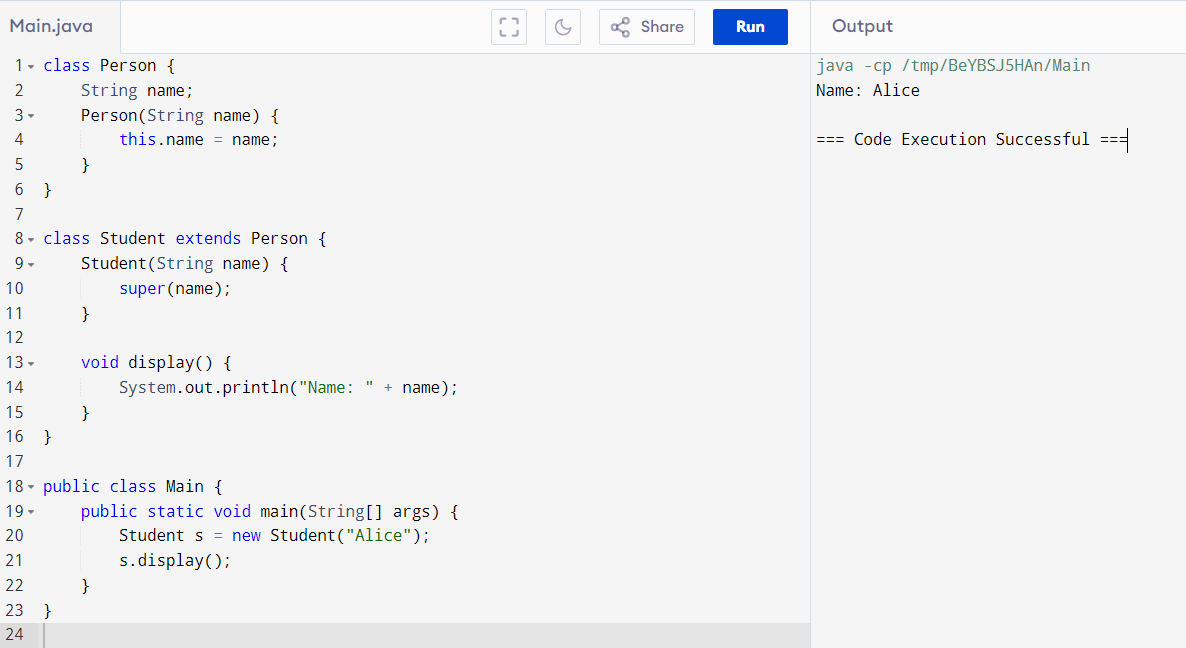 Main.java
Share
Run
Output
1 class Person {
2     String name;
3     Person(String name) {
4         this.name = name;
5     }
6 }
7
8 class Student extends Person {
9     Student(String name) {
10         super(name);
11     }
12
13     void display() {
14         System.out.println("Name: " + name);
15     }
16 }
17
18 public class Main {
19     public static void main(String[] args) {
20         Student s = new Student("Alice");
21         s.display();
22     }
23 }
24
java -cp /tmp/BeYBSJ5HAn/Main
Name: Alice
=== Code Execution Successful ===